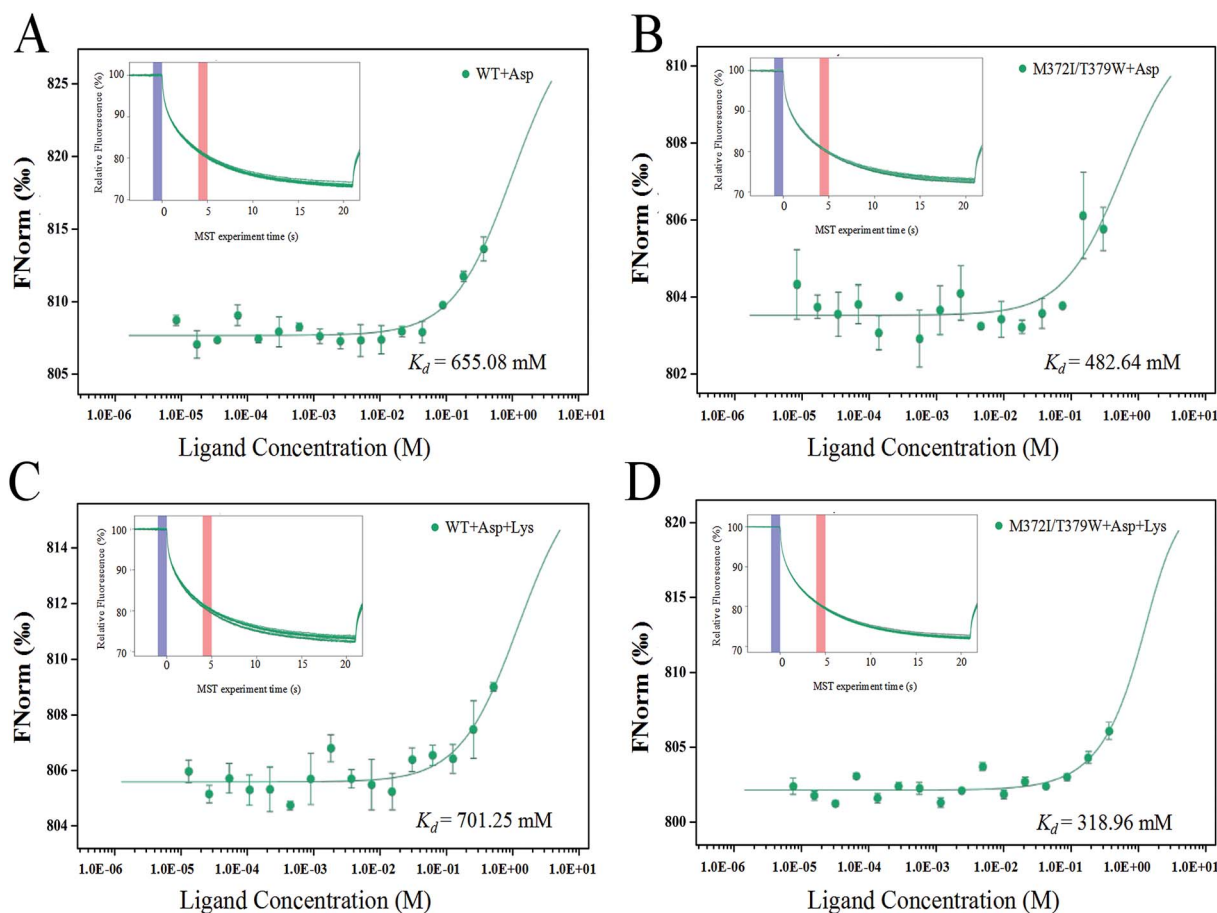 A
825
820
815
810
805
FNorm (‰)
WT+Asp
100
90
80
70
Relative Fluorescence (%)
0 5 10 15 20
MST experiment time (s)
Kd = 655.08 mM
1.0E-06 1.0E-05 1.0E-04 1.0E-03 1.0E-02 1.0E-01 1.0E+00 1.0E+01
Ligand Concentration (M)
B
810
808
806
804
802
FNorm (‰)
M372I/T379W+Asp
100
90
80
70
Relative Fluorescence (%)
0 5 10 15 20
MST experiment time (s)
Kd = 482.64 mM
1.0E-06 1.0E-05 1.0E-04 1.0E-03 1.0E-02 1.0E-01 1.0E+00 1.0E+01
Ligand Concentration (M)
C
814
812
810
808
806
804
FNorm (‰)
WT+Asp+Lys
100
90
80
70
Relative Fluorescence (%)
0 5 10 15 20
MST experiment time (s)
Kd = 701.25 mM
1.0E-06 1.0E-05 1.0E-04 1.0E-03 1.0E-02 1.0E-01 1.0E+00 1.0E+01
Ligand Concentration (M)
D
820
815
810
805
800
FNorm (‰)
M372I/T379W+Asp+Lys
100
90
80
70
Relative Fluorescence (%)
0 5 10 15 20
MST experiment time (s)
Kd = 318.96 mM
1.0E-06 1.0E-05 1.0E-04 1.0E-03 1.0E-02 1.0E-01 1.0E+00 1.0E+01
Ligand Concentration (M)